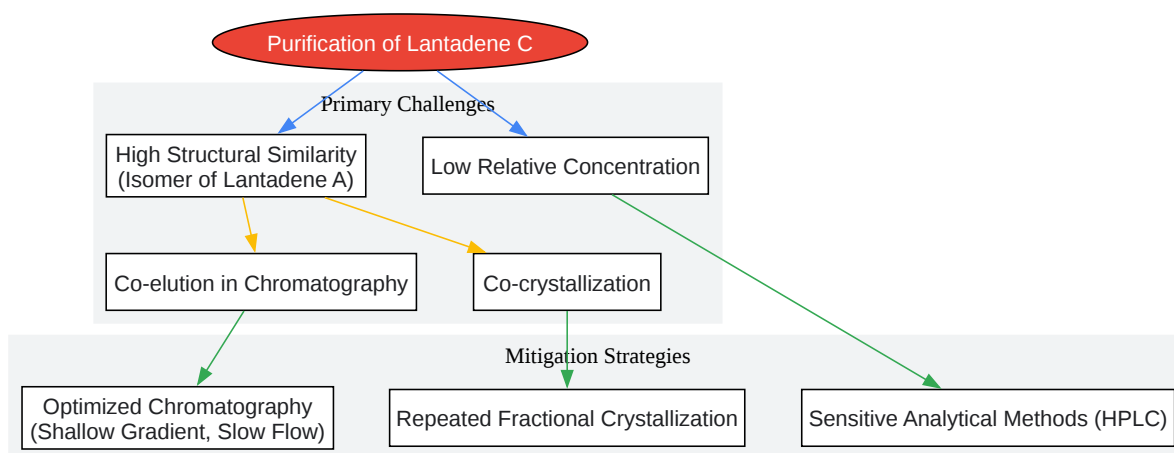 Purification of Lantadene C
Primary Challenges
High Structural Similarity
(Isomer of Lantadene A)
Low Relative Concentration
Co-elution in Chromatography
Co-crystallization
Mitigation Strategies
Optimized Chromatography
(Shallow Gradient, Slow Flow)
Repeated Fractional Crystallization
Sensitive Analytical Methods (HPLC)